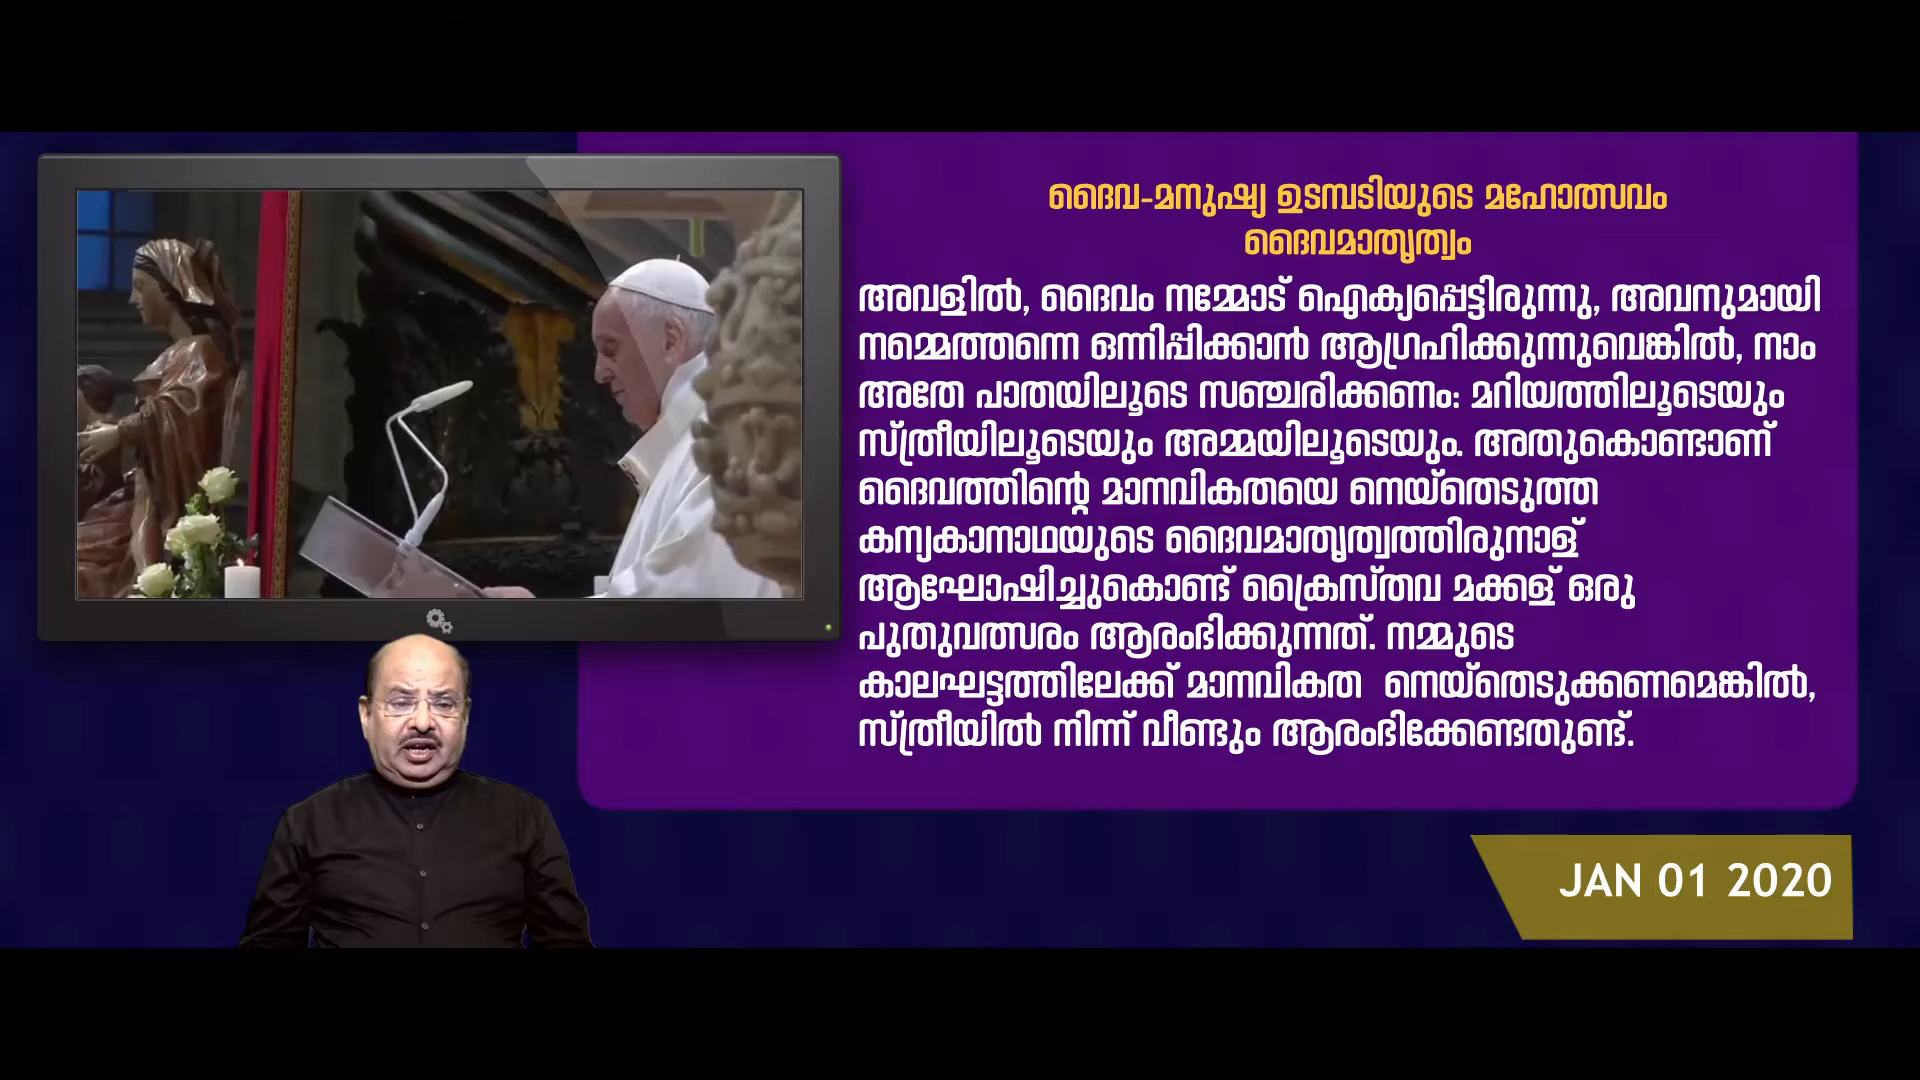 ദൈവ-മനുഷ്യ ഉടമ്പടിയുടെ മഹോത്സവം
ദൈവമാതൃത്വം
അവളിൽ, ദൈവം നമ്മോട് ഐക്യപ്പെട്ടിരുന്നു, അവനുമായി
നമ്മെത്തന്നെ ഒന്നിപ്പിക്കാൻ ആഗ്രഹിക്കുന്നുവെങ്കിൽ, നാം
അതേ പാതയിലൂടെ സഞ്ചരിക്കണം: മറിയത്തിലൂടെയും
സ്ത്രീയിലൂടെയും അമ്മയിലൂടെയും. അതുകൊണ്ടാണ്
ദൈവത്തിന്റെ മാനവികതയെ നെയ്തെടുത്ത
കന്യകാനാഥയുടെ ദൈവമാതൃത്വത്തിരുനാള്
ആഘോഷിച്ചുകൊണ്ട് ക്രൈസ്തവ മക്കള് ഒരു
പുതുവത്സരം ആരംഭിക്കുന്നത്. നമ്മുടെ
കാലഘട്ടത്തിലേക്ക് മാനവികത നെയ്തെടുക്കണമെങ്കിൽ,
സ്ത്രീയിൽ നിന്ന് വീണ്ടും ആരംഭിക്കേണ്ടതുണ്ട്.
JAN 01 2020